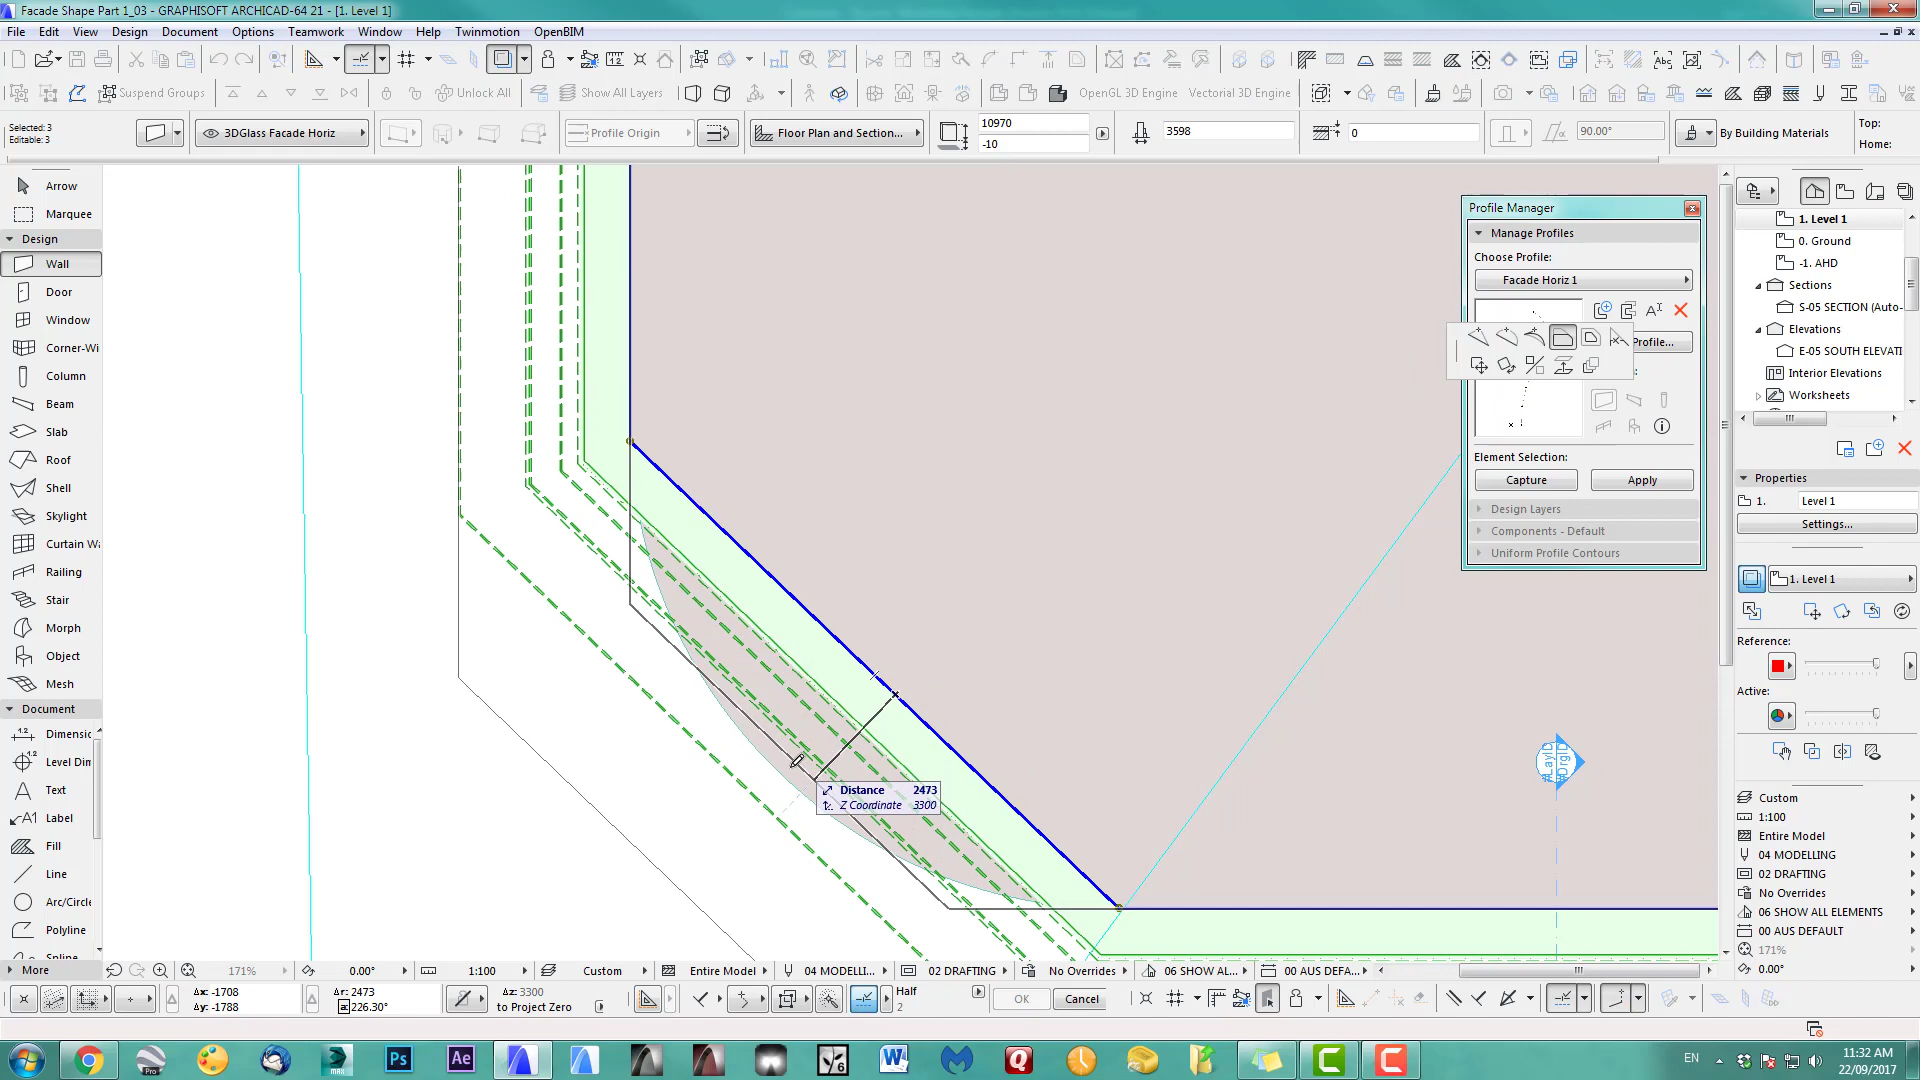 Facade Shape Part 1_03 - GRAPHISOFT ARCHICAD-64 21 - [1. Level 1]
File Edit View Design Document Options Teamwork Window Help Twinmotion OpenBIM
Suspend Groups
Unlock All
Show All Layers
OpenGL 3D Engine
Vectorial 3D Engine
Selected: 3
Editable: 3
3DGlass Facade Horiz
Profile Origin
Floor Plan and Section...
10970
-10
3598
0
90.00°
By Building Materials
Top:
Home:
Arrow
Marquee
Design
Wall
Door
Window
Corner-Wi
Column
Beam
Slab
Roof
Shell
Skylight
Curtain Wa
Railing
Stair
Morph
Object
Mesh
Document
Dimensic
Level Dim
Text
Label
Fill
Line
Arc/Circle
Polyline
Spline
More
Distance 2473
Z Coordinate 3300
#LayID
#DrgID
Profile Manager
Manage Profiles
Choose Profile:
Facade Horiz 1
Profile...
Element Selection:
Capture
Apply
Design Layers
Components - Default
Uniform Profile Contours
1. Level 1
0. Ground
-1. AHD
Sections
S-05 SECTION (Auto-
Elevations
E-05 SOUTH ELEVATI
Interior Elevations
Worksheets
Properties
1.
Level 1
Settings...
1. Level 1
Reference:
Active:
Custom
1:100
Entire Model
04 MODELLING
02 DRAFTING
No Overrides
06 SHOW ALL ELEMENTS
00 AUS DEFAULT
171%
0.00°
171%
0.00°
1:100
Custom
Entire Model
04 MODELLI...
02 DRAFTING
No Overrides
06 SHOW AL...
00 AUS DEFA...
Δx: -1708
Δy: -1788
Δr: 2473
a: 226.30°
Δz: 3300
to Project Zero
Half
2
OK
Cancel
EN
11:32 AM
22/09/2017